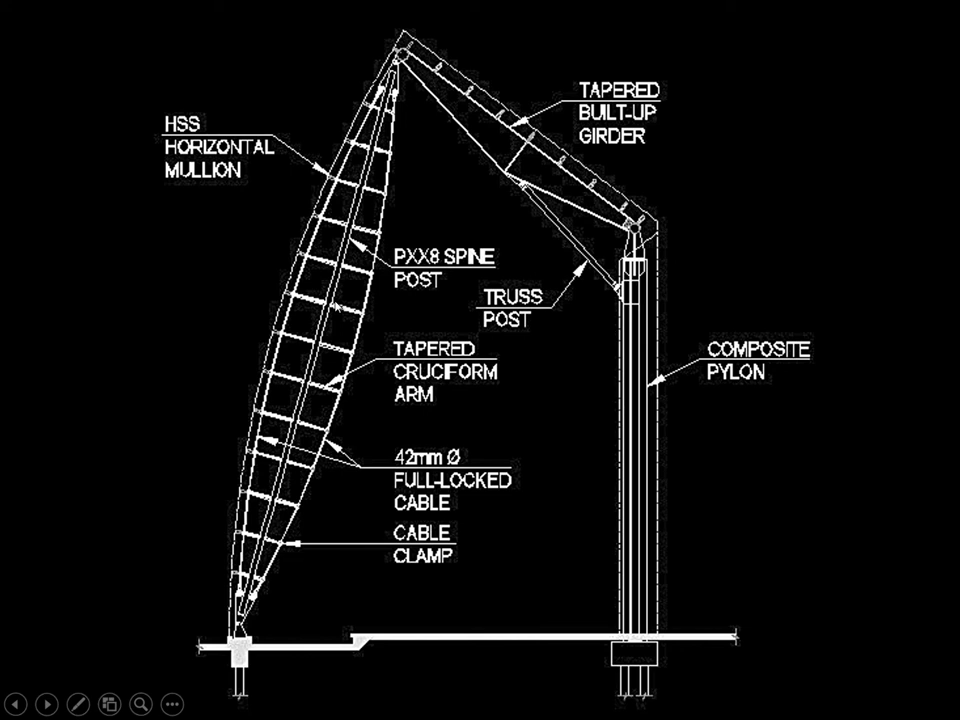 TAPERED
BUILT-UP
GIRDER
HSS
HORIZONTAL
MULLION
PXX8 SPINE
POST
TRUSS
POST
TAPERED
CRUCIFORM
ARM
COMPOSITE
PYLON
42mm Ø
FULL-LOCKED
CABLE
CABLE
CLAMP